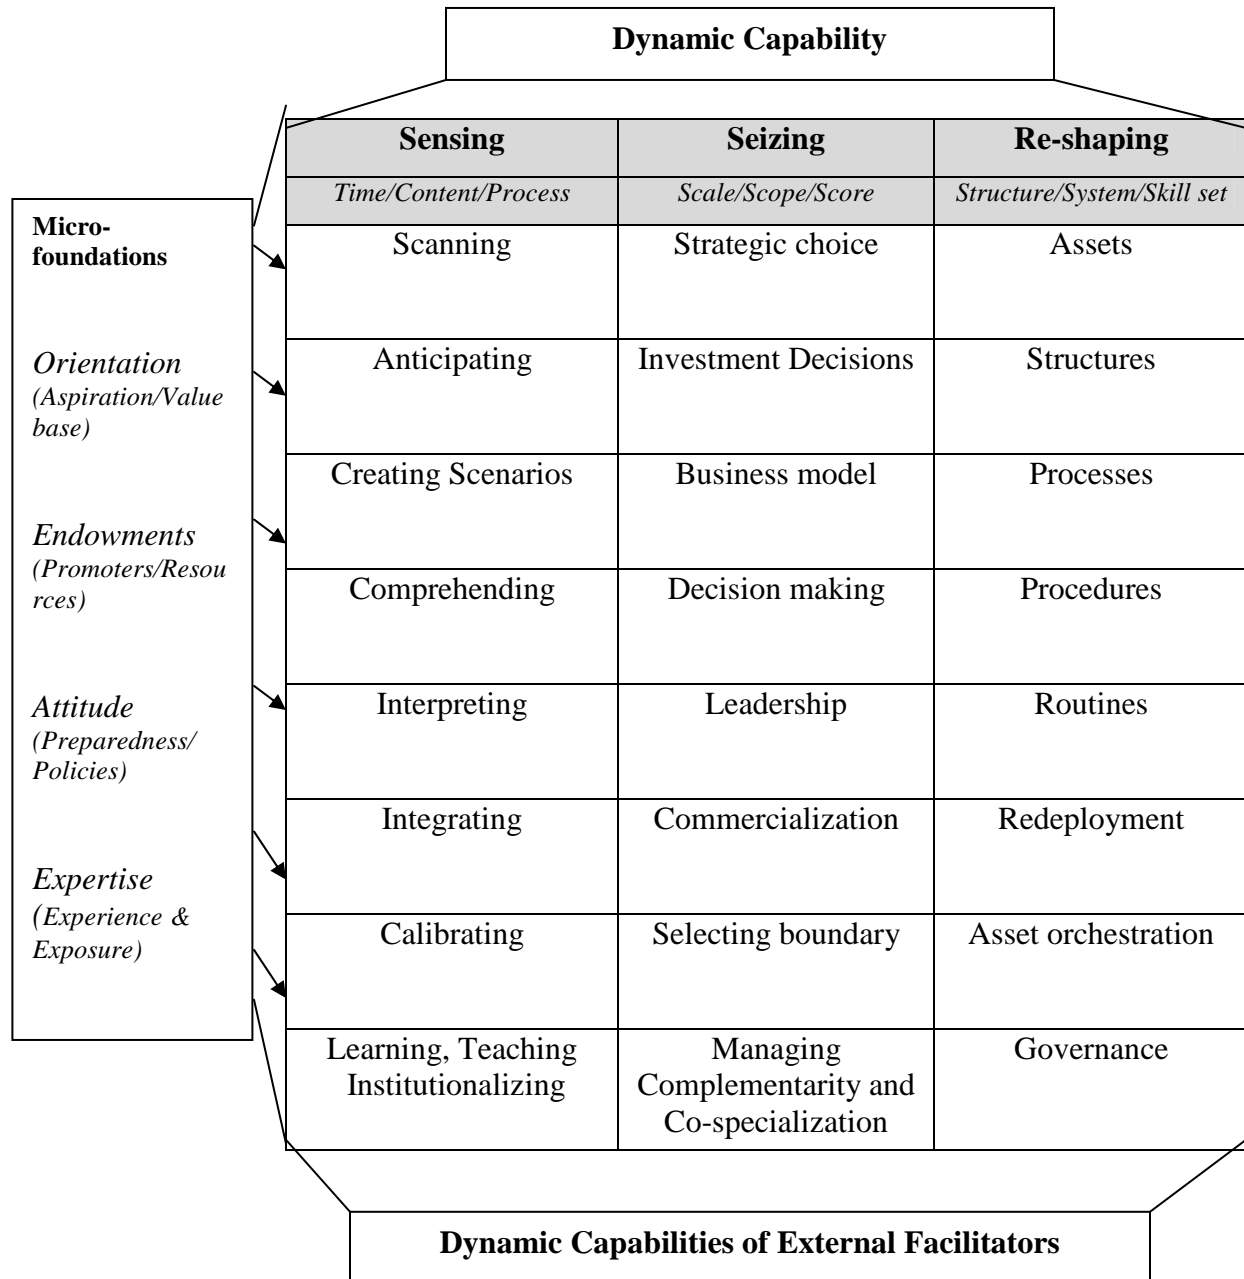 Dynamic Capability
Sensing Seizing Re-shaping
Time/Content/Process Scale/Scope/Score Structure/System/Skill set
Micro-
foundations
Orientation
(Aspiration/Value
base)
Endowments
(Promoters/Resou
rces)
Attitude
(Preparedness/
Policies)
Expertise
(Experience &
Exposure)
Scanning Strategic choice Assets
Anticipating Investment Decisions Structures
Creating Scenarios Business model Processes
Comprehending Decision making Procedures
Interpreting Leadership Routines
Integrating Commercialization Redeployment
Calibrating Selecting boundary Asset orchestration
Learning, Teaching Managing Governance
Institutionalizing Complementarity and
Co-specialization
Dynamic Capabilities of External Facilitators